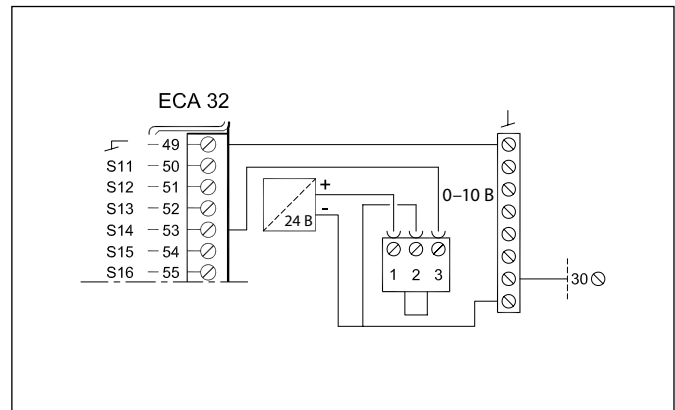 ECA 32
49
S11 50
S12 51
S13 52
S14 53
S15 54
S16 55
+
-
24 В
0–10 В
1 2 3
30